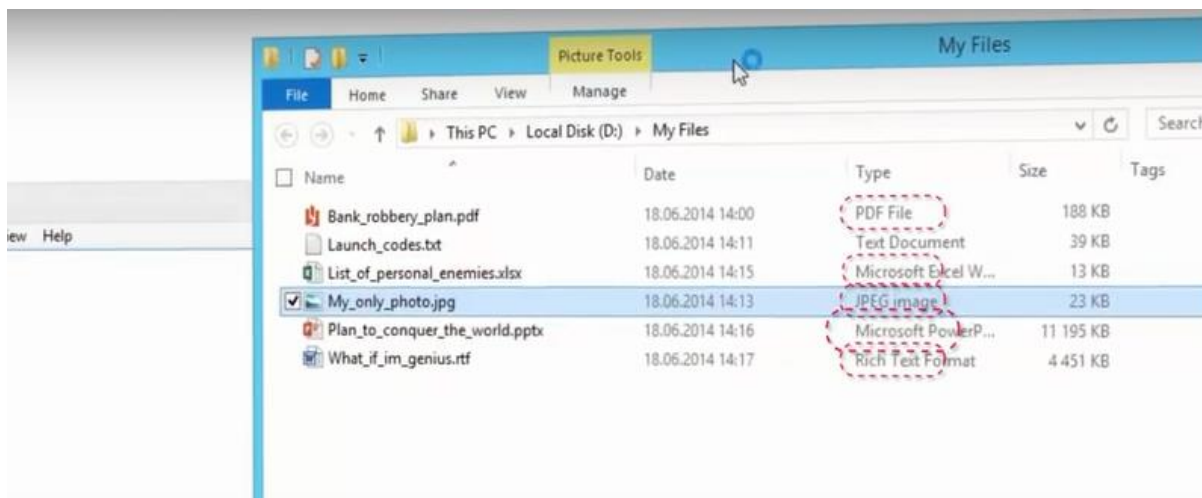 Picture Tools
My Files
File Home Share View Manage
This PC Local Disk (D:) My Files
Search
Name Date Type Size Tags
Bank_robbery_plan.pdf 18.06.2014 14:00 PDF File 188 KB
ew Help
Launch_codes.txt 18.06.2014 14:11 Text Document 39 KB
List_of_personal_enemies.xlsx 18.06.2014 14:15 Microsoft Excel W... 13 KB
My_only_photo.jpg 18.06.2014 14:13 JPEG image 23 KB
Plan_to_conquer_the_world.pptx 18.06.2014 14:16 Microsoft PowerP... 11 195 KB
What_if_im_genius.rtf 18.06.2014 14:17 Rich Text Format 4 451 KB